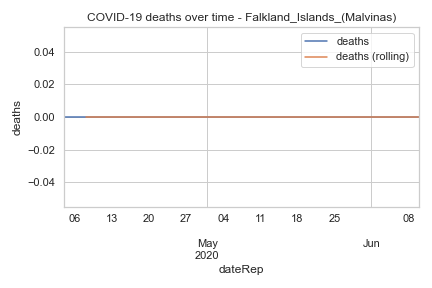 COVID-19 deaths over time - Falkland_Islands_(Malvinas)
deaths
deaths (rolling)
0.04
0.02
0.00
−0.02
−0.04
deaths
06 13 20 27 04 11 18 25 08
May Jun
2020
dateRep